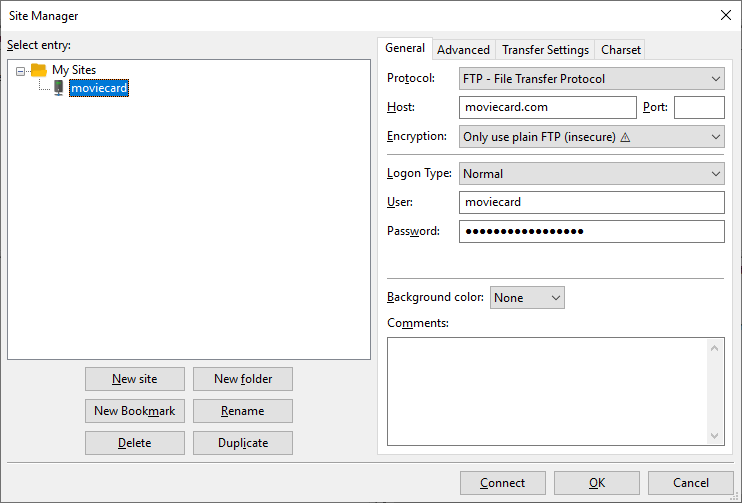 Site Manager
Select entry:
My Sites
moviecard
New site
New folder
New Bookmark
Rename
Delete
Duplicate
General
Advanced
Transfer Settings
Charset
Protocol:
FTP - File Transfer Protocol
Host:
moviecard.com
Port:
Encryption:
Only use plain FTP (insecure) ⚠
Logon Type:
Normal
User:
moviecard
Password:
●●●●●●●●●●●●●●●●●
Background color:
None
Comments:
Connect
OK
Cancel